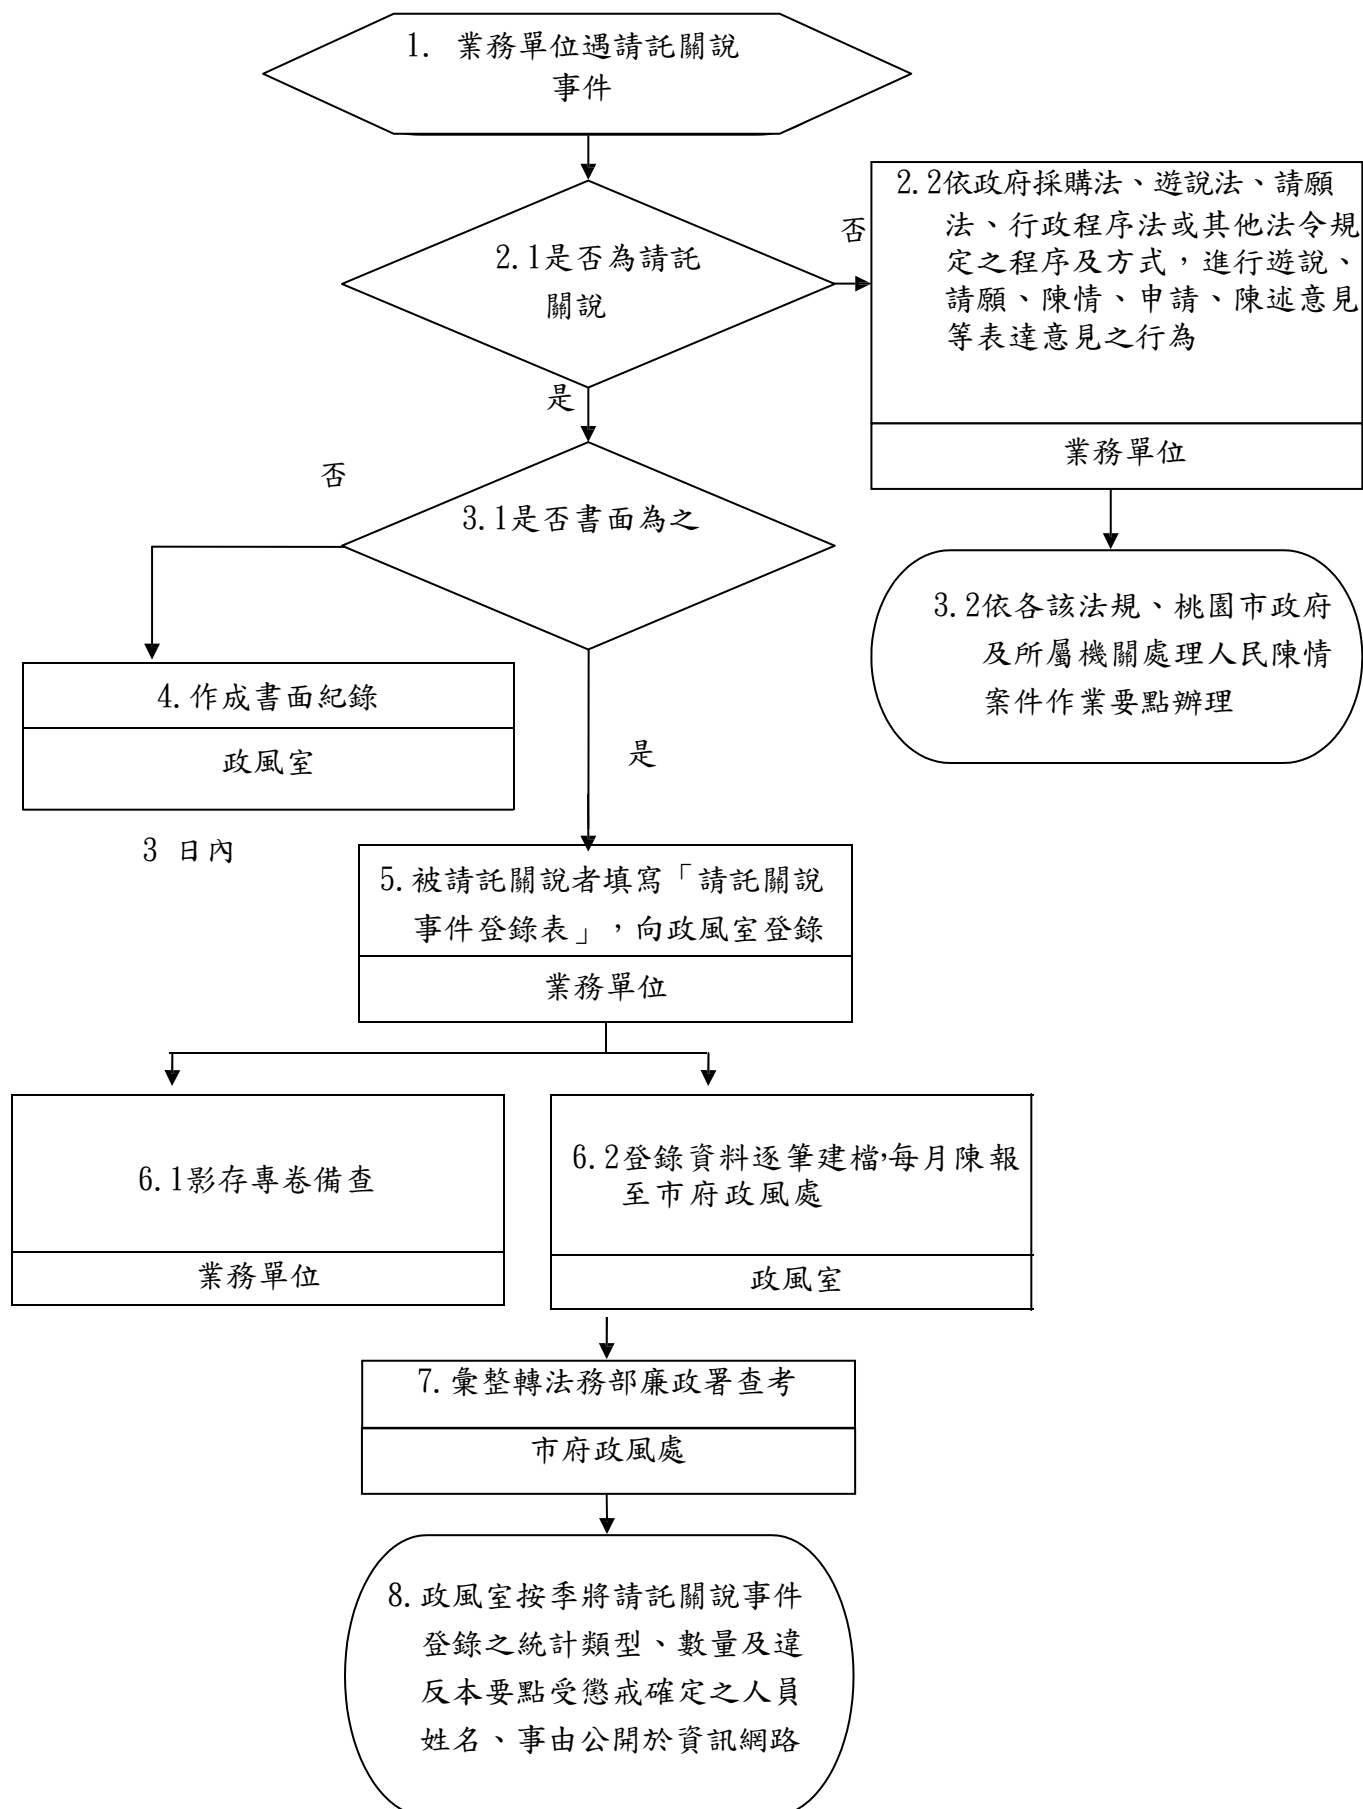 1. 業務單位遇請託關說
事件
2.1是否為請託
關說
否
2.2依政府採購法、遊說法、請願
法、行政程序法或其他法令規
定之程序及方式，進行遊說、
請願、陳情、申請、陳述意見
等表達意見之行為
業務單位
是
3.1是否書面為之
否
3.2依各該法規、桃園市政府
及所屬機關處理人民陳情
案件作業要點辦理
4.作成書面紀錄
政風室
是
3 日內
5.被請託關說者填寫「請託關說
事件登錄表」，向政風室登錄
業務單位
6.1影存專卷備查
業務單位
6.2登錄資料逐筆建檔，每月陳報
至市府政風處
政風室
7.彙整轉法務部廉政署查考
市府政風處
8.政風室按季將請託關說事件
登錄之統計類型、數量及違
反本要點受懲戒確定之人員
姓名、事由公開於資訊網路